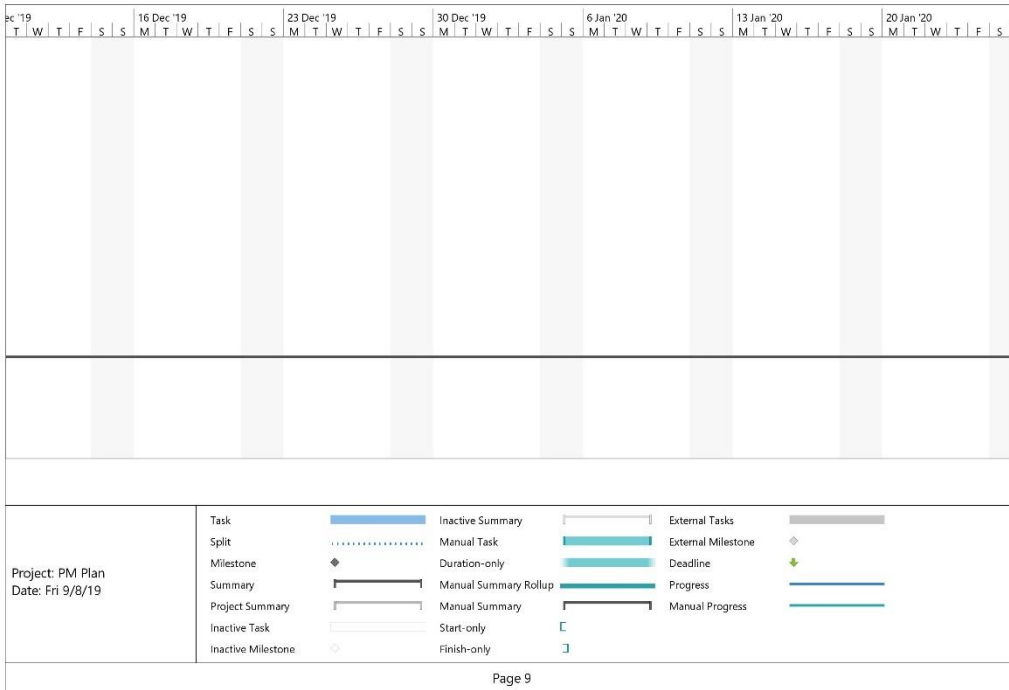 ec '19 16 Dec '19 23 Dec '19 30 Dec '19 6 Jan '20 13 Jan '20 20 Jan '20
T W T F S S M T W T F S S M T W T F S S M T W T F S S M T W T F S S M T W T F S S M T W T F S
Task Inactive Summary External Tasks
Split Manual Task External Milestone
Milestone Duration-only Deadline
Project: PM Plan
Date: Fri 9/8/19
Summary Manual Summary Rollup Progress
Project Summary Manual Summary Manual Progress
Inactive Task Start-only
Inactive Milestone Finish-only
Page 9